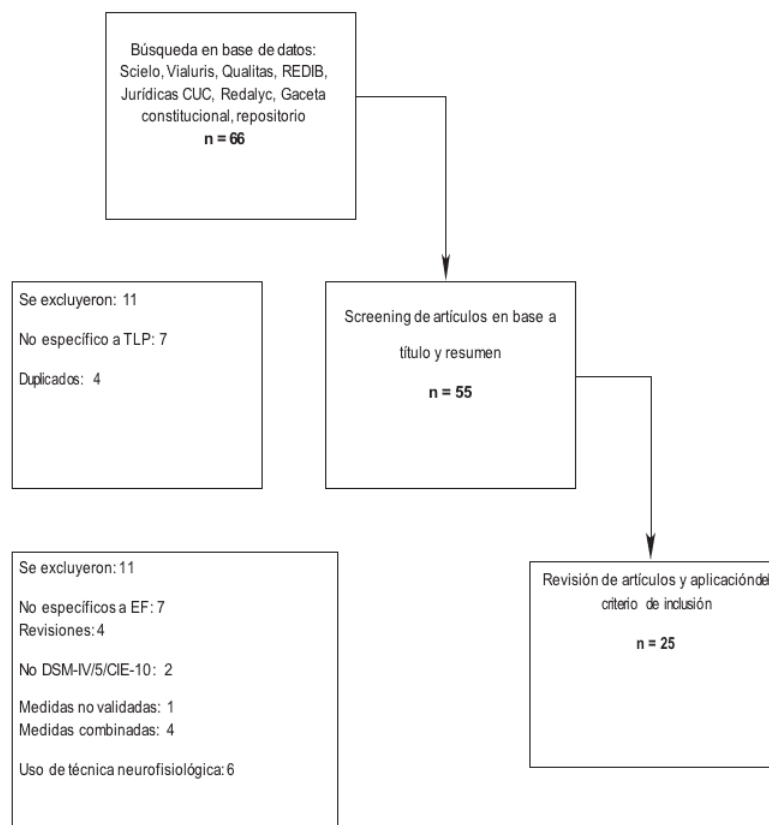 Búsqueda en base de datos:
Scielo, Vialuris, Qualitas, REDIB,
Jurídicas CUC, Redalyc, Gaceta
constitucional, repositorio
n = 66
Se excluyeron: 11
No específico a TLP: 7
Duplicados: 4
Screening de artículos en base a
título y resumen
n = 55
Se excluyeron: 11
No específicos a EF: 7
Revisiones: 4
No DSM-IV/5/CIE-10: 2
Medidas no validadas: 1
Medidas combinadas: 4
Uso de técnica neurofisiológica: 6
Revisión de artículos y aplicacióndel
criterio de inclusión
n = 25